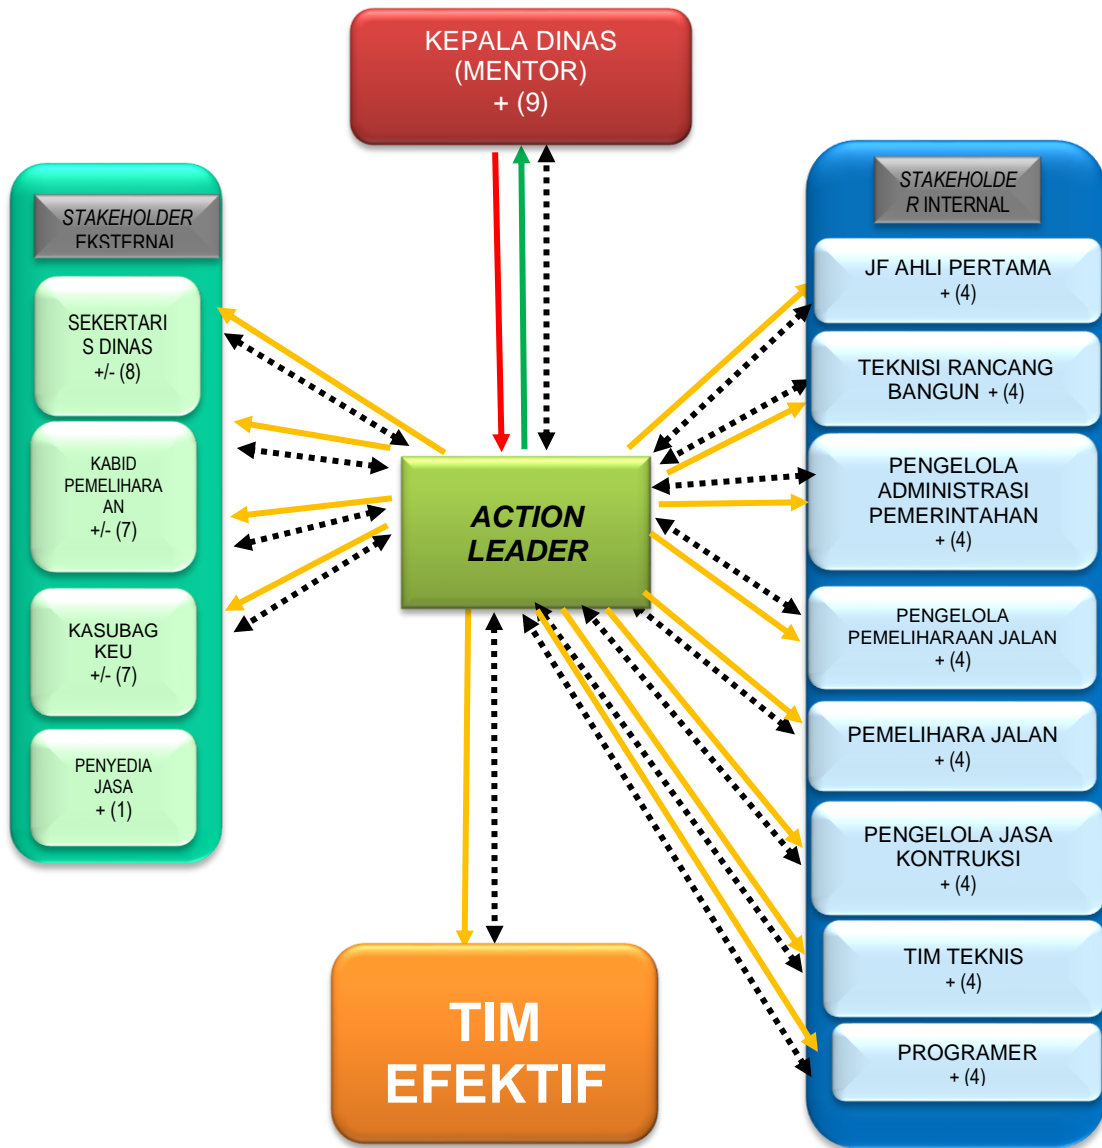 KEPALA DINAS
(MENTOR)
+ (9)
STAKEHOLDER
EKSTERNAL
SEKERTARI
S DINAS
+/- (8)
KABID
PEMELIHARA
AN
+/- (7)
KASUBAG
KEU
+/- (7)
PENYEDIA
JASA
+ (1)
ACTION
LEADER
TIM
EFEKTIF
STAKEHOLDE
R INTERNAL
JF AHLI PERTAMA
+ (4)
TEKNISI RANCANG
BANGUN + (4)
PENGELOLA
ADMINISTRASI
PEMERINTAHAN
+ (4)
PENGELOLA
PEMELIHARAAN JALAN
+ (4)
PEMELIHARA JALAN
+ (4)
PENGELOLA JASA
KONTRUKSI
+ (4)
TIM TEKNIS
+ (4)
PROGRAMER
+ (4)